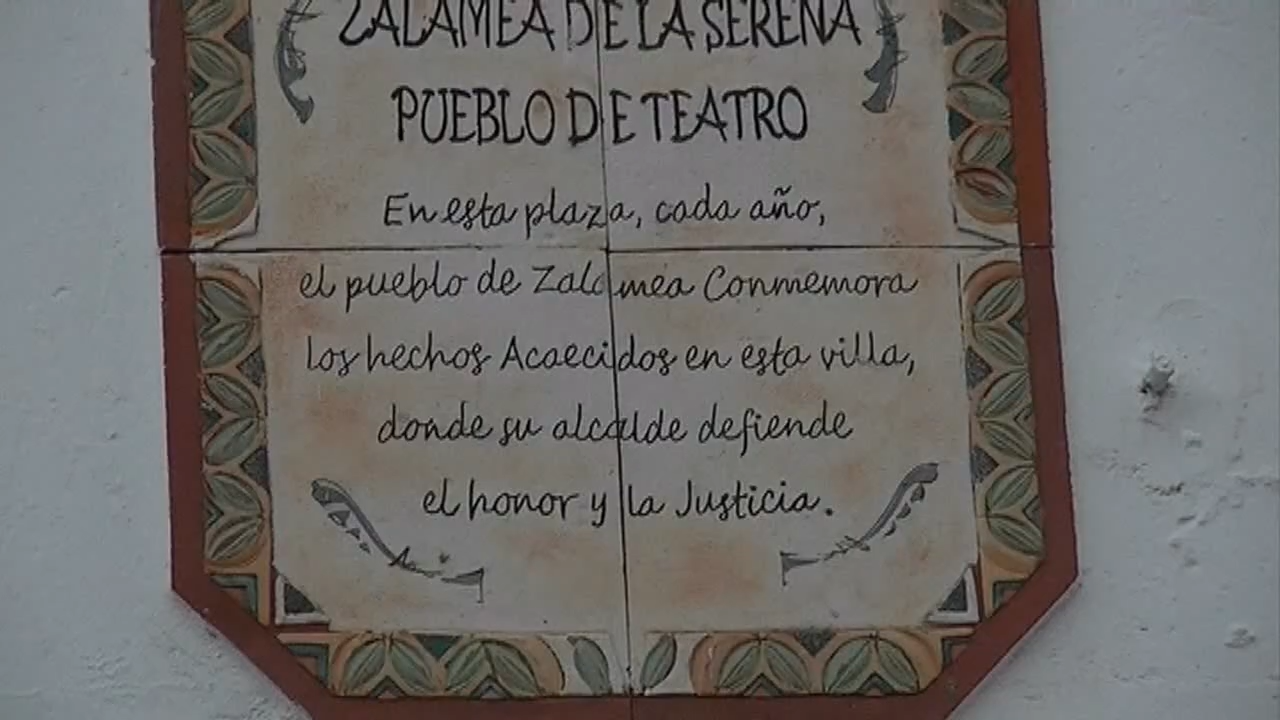 ZALAMEA DE LA SERENA
PUEBLO DE TEATRO
En esta plaza, cada año,
el pueblo de Zalamea Conmemora
los hechos Acaecidos en esta villa,
donde su alcalde defiende
el honor y la Justicia.